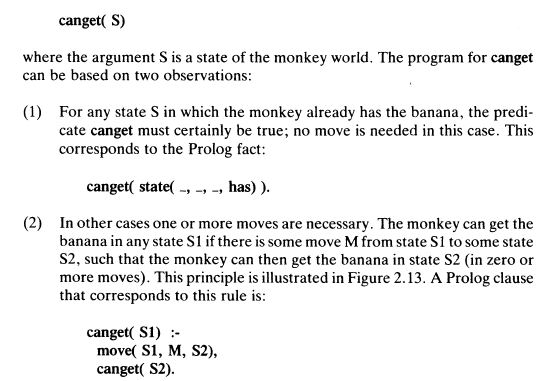 canget( S)
where the argument S is a state of the monkey world. The program for canget
can be based on two observations:
(1) For any state S in which the monkey already has the banana, the predi-
cate canget must certainly be true; no move is needed in this case. This
corresponds to the Prolog fact:
canget( state( _, _, _, has) ).
(2) In other cases one or more moves are necessary. The monkey can get the
banana in any state S1 if there is some move M from state S1 to some state
S2, such that the monkey can then get the banana in state S2 (in zero or
more moves). This principle is illustrated in Figure 2.13. A Prolog clause
that corresponds to this rule is:
canget( S1) :-
move( S1, M, S2),
canget( S2).